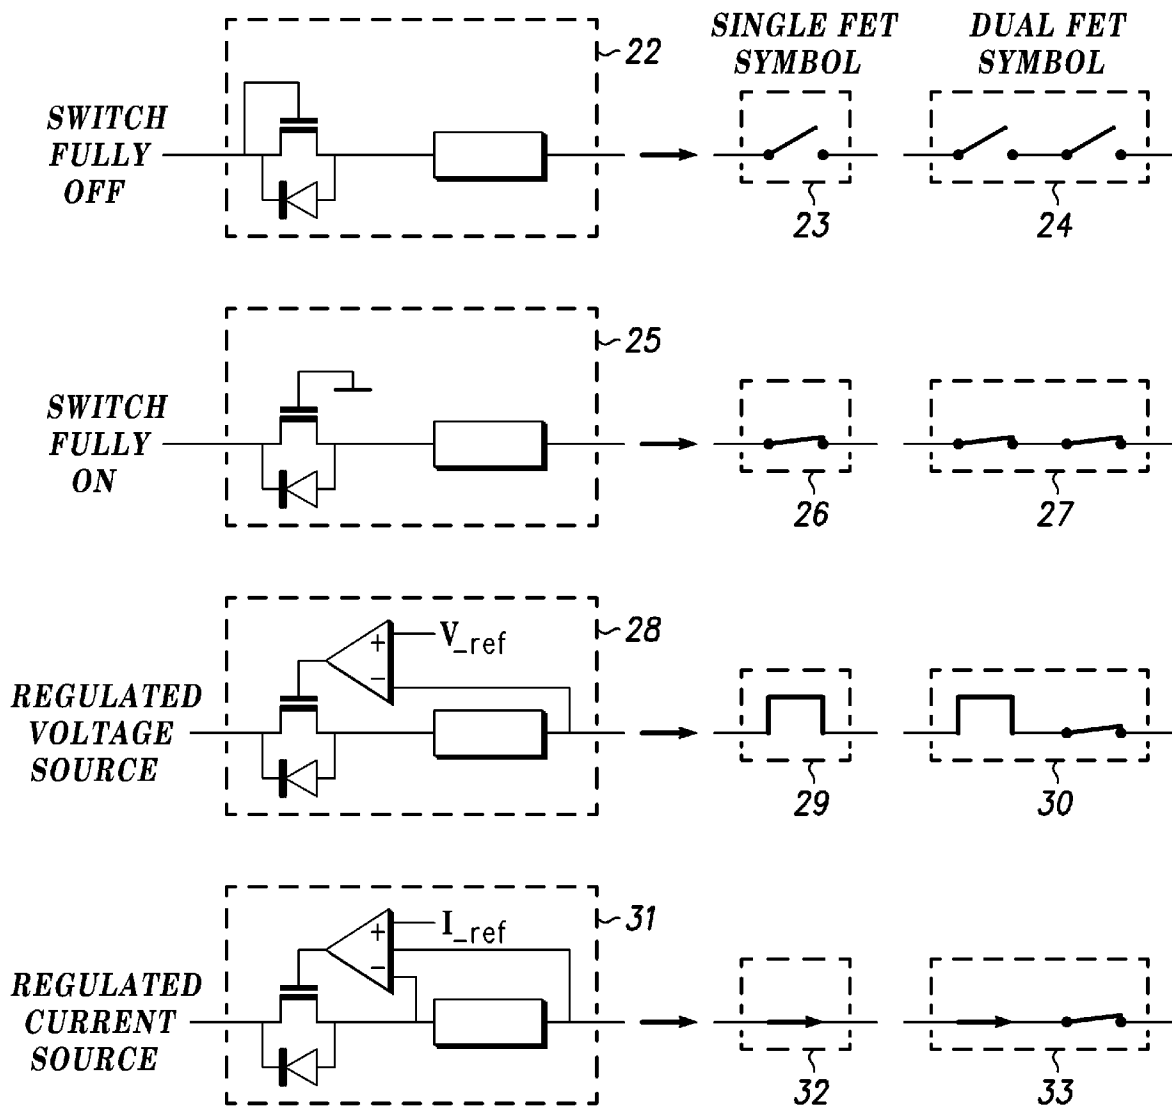 SINGLE FET
SYMBOL
DUAL FET
SYMBOL
SWITCH
FULLY
OFF
22
23
24
SWITCH
FULLY
ON
25
26
27
REGULATED
VOLTAGE
SOURCE
+
V_ref
−
28
29
30
REGULATED
CURRENT
SOURCE
+
I_ref
−
31
32
33